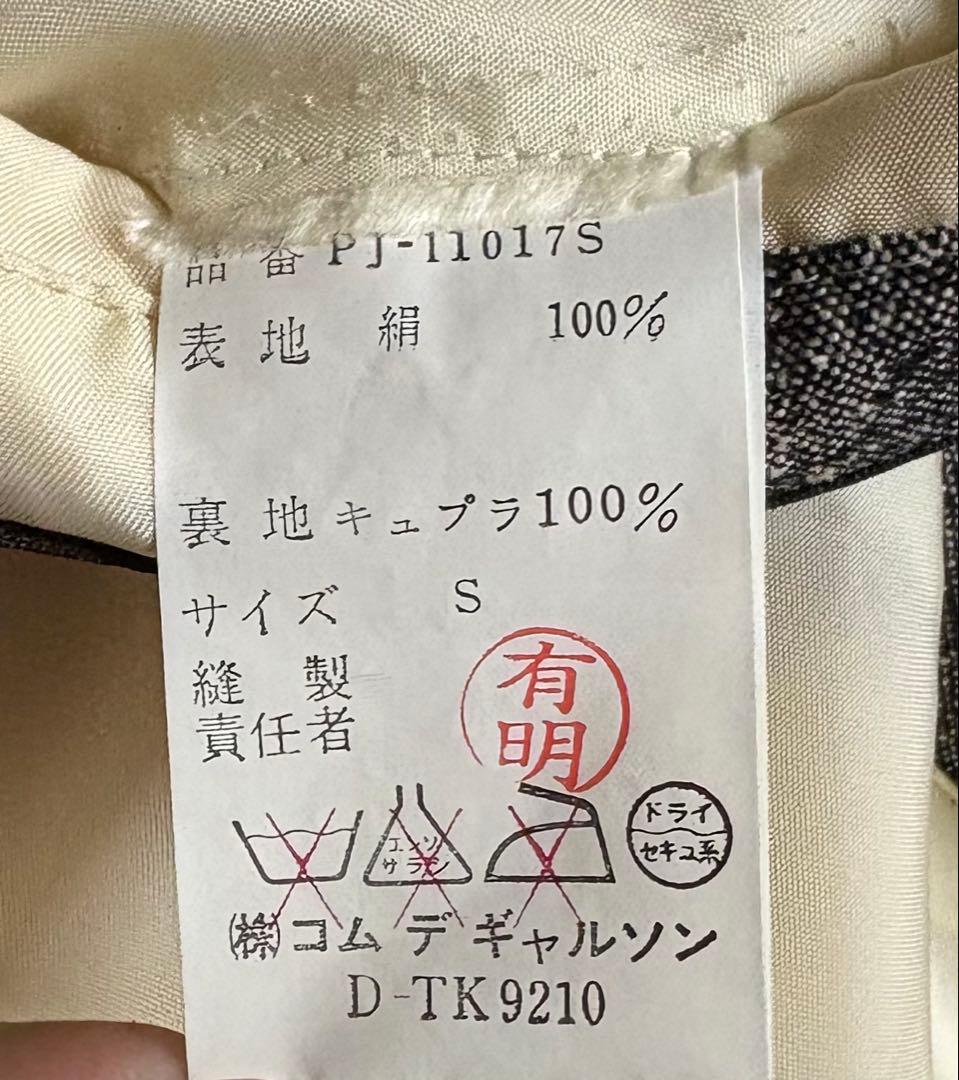 品番 PJ-11017S
表地 絹 100%
裏地 キュプラ 100%
サイズ S
縫製
責任者
有明
エンソ
サラシ
ドライ
セキユ系
㈱コム デ ギャルソン
D-TK9210